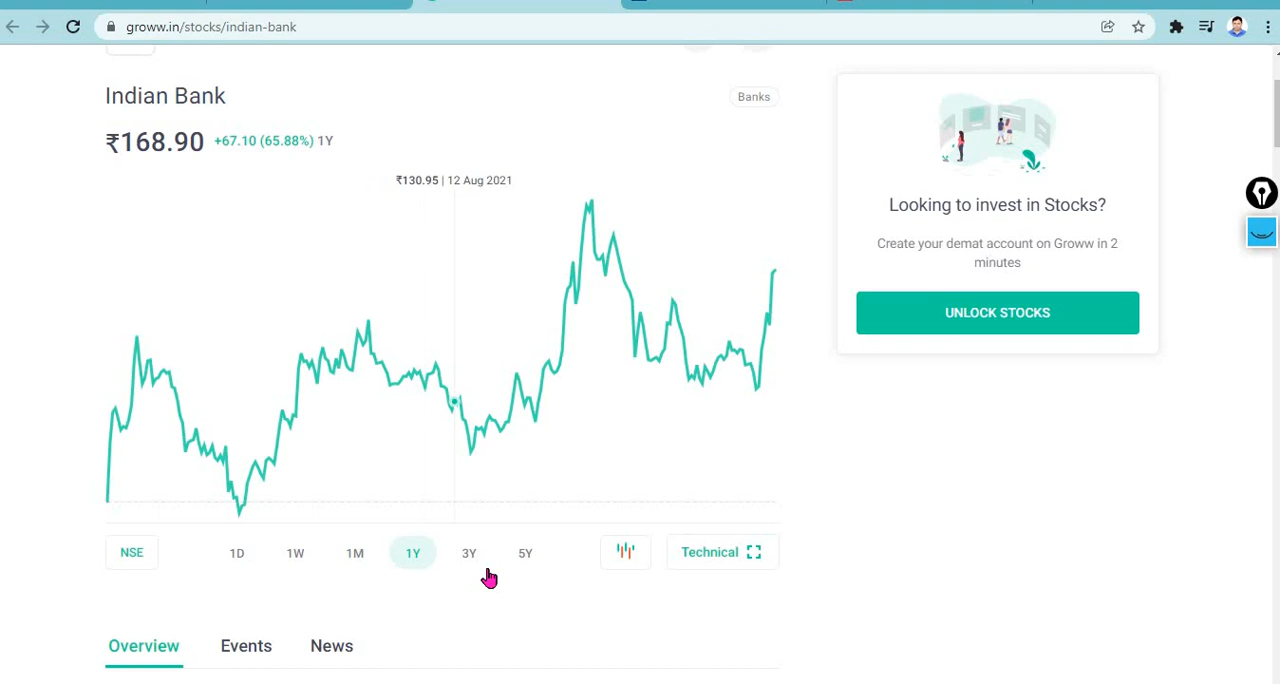 groww.in/stocks/indian-bank
Indian Bank
Banks
₹168.90 +67.10 (65.88%) 1Y
₹130.95 | 12 Aug 2021
NSE 1D 1W 1M 1Y 3Y 5Y Technical
Overview Events News
Looking to invest in Stocks?
Create your demat account on Groww in 2
minutes
UNLOCK STOCKS